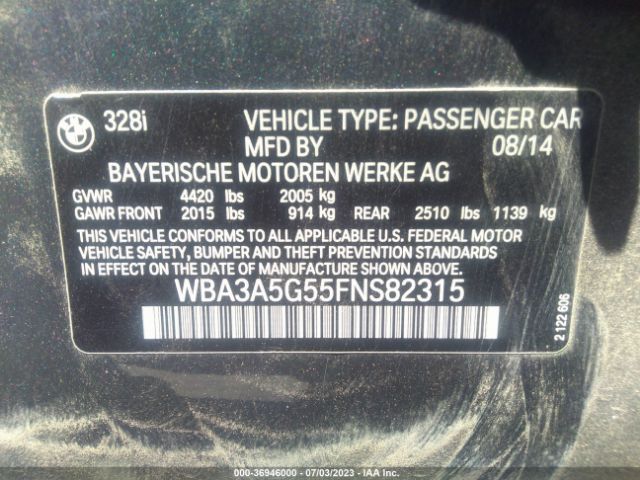 BMW
328i VEHICLE TYPE: PASSENGER CAR
MFD BY 08/14
BAYERISCHE MOTOREN WERKE AG
GVWR 4420 lbs 2005 kg
GAWR FRONT 2015 lbs 914 kg REAR 2510 lbs 1139 kg
THIS VEHICLE CONFORMS TO ALL APPLICABLE U.S. FEDERAL MOTOR
VEHICLE SAFETY, BUMPER AND THEFT PREVENTION STANDARDS
IN EFFECT ON THE DATE OF MANUFACTURE SHOWN ABOVE.
WBA3A5G55FNS82315
2 122 606
000-36946000 - 07/03/2023 - IAA Inc.